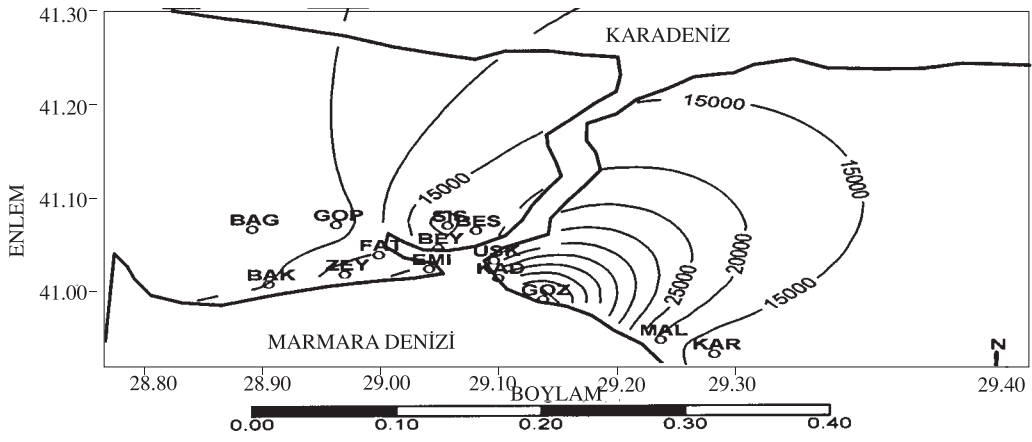 41.30
KARADENİZ
41.20
15000
15000
15000
41.10
ENLEM
BAG
GOP
SIS
BES
FAT
BEY
USK
ZEY
EMI
KAD
BAK
GOZ
20000
25000
15000
41.00
MAL
KAR
MARMARA DENİZİ
N
28.80
28.90
29.00
29.10
29.20
29.30
29.40
BOYLAM
0.00
0.10
0.20
0.30
0.40